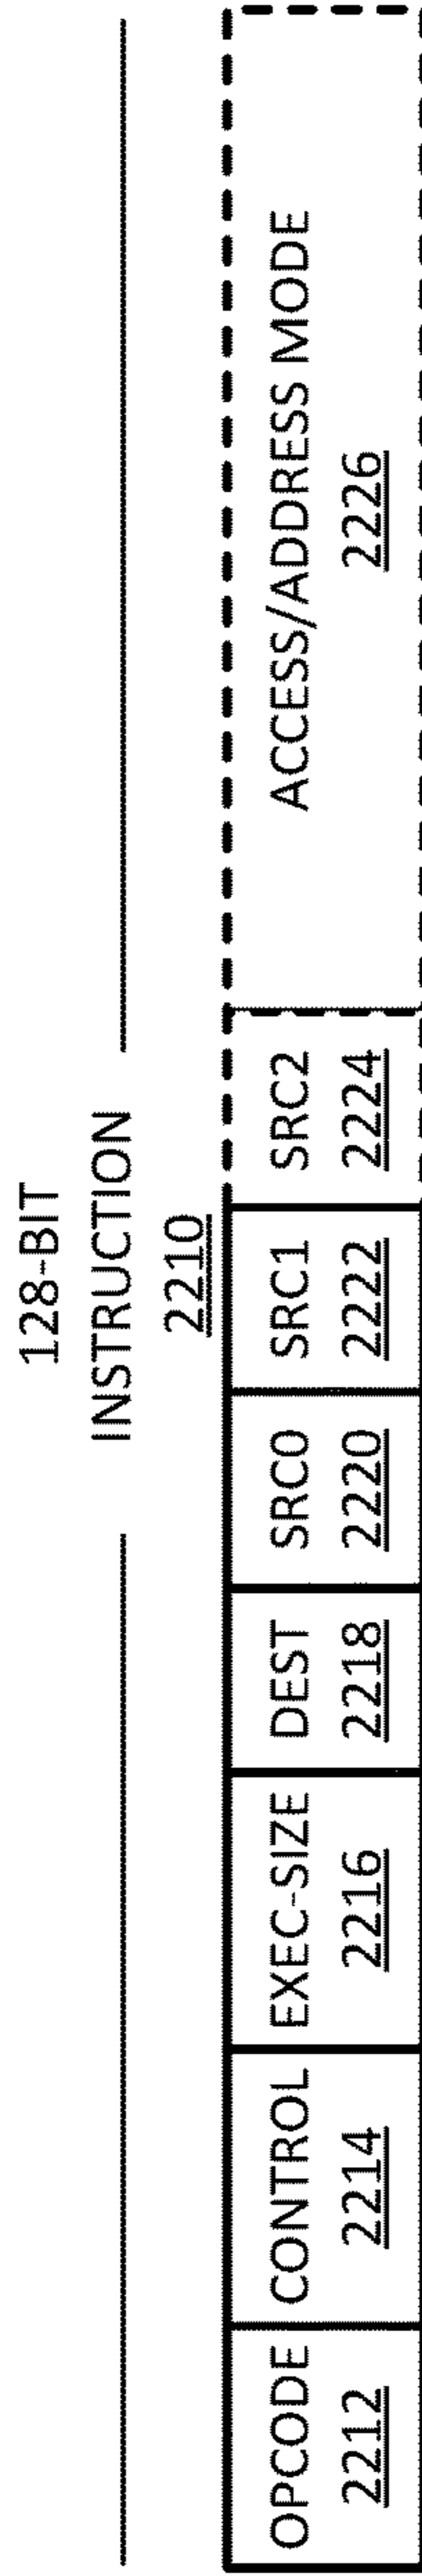 128-BIT
INSTRUCTION
2210
OPCODE
2212
CONTROL
2214
EXEC-SIZE
2216
DEST
2218
SRC0
2220
SRC1
2222
SRC2
2224
ACCESS/ADDRESS MODE
2226